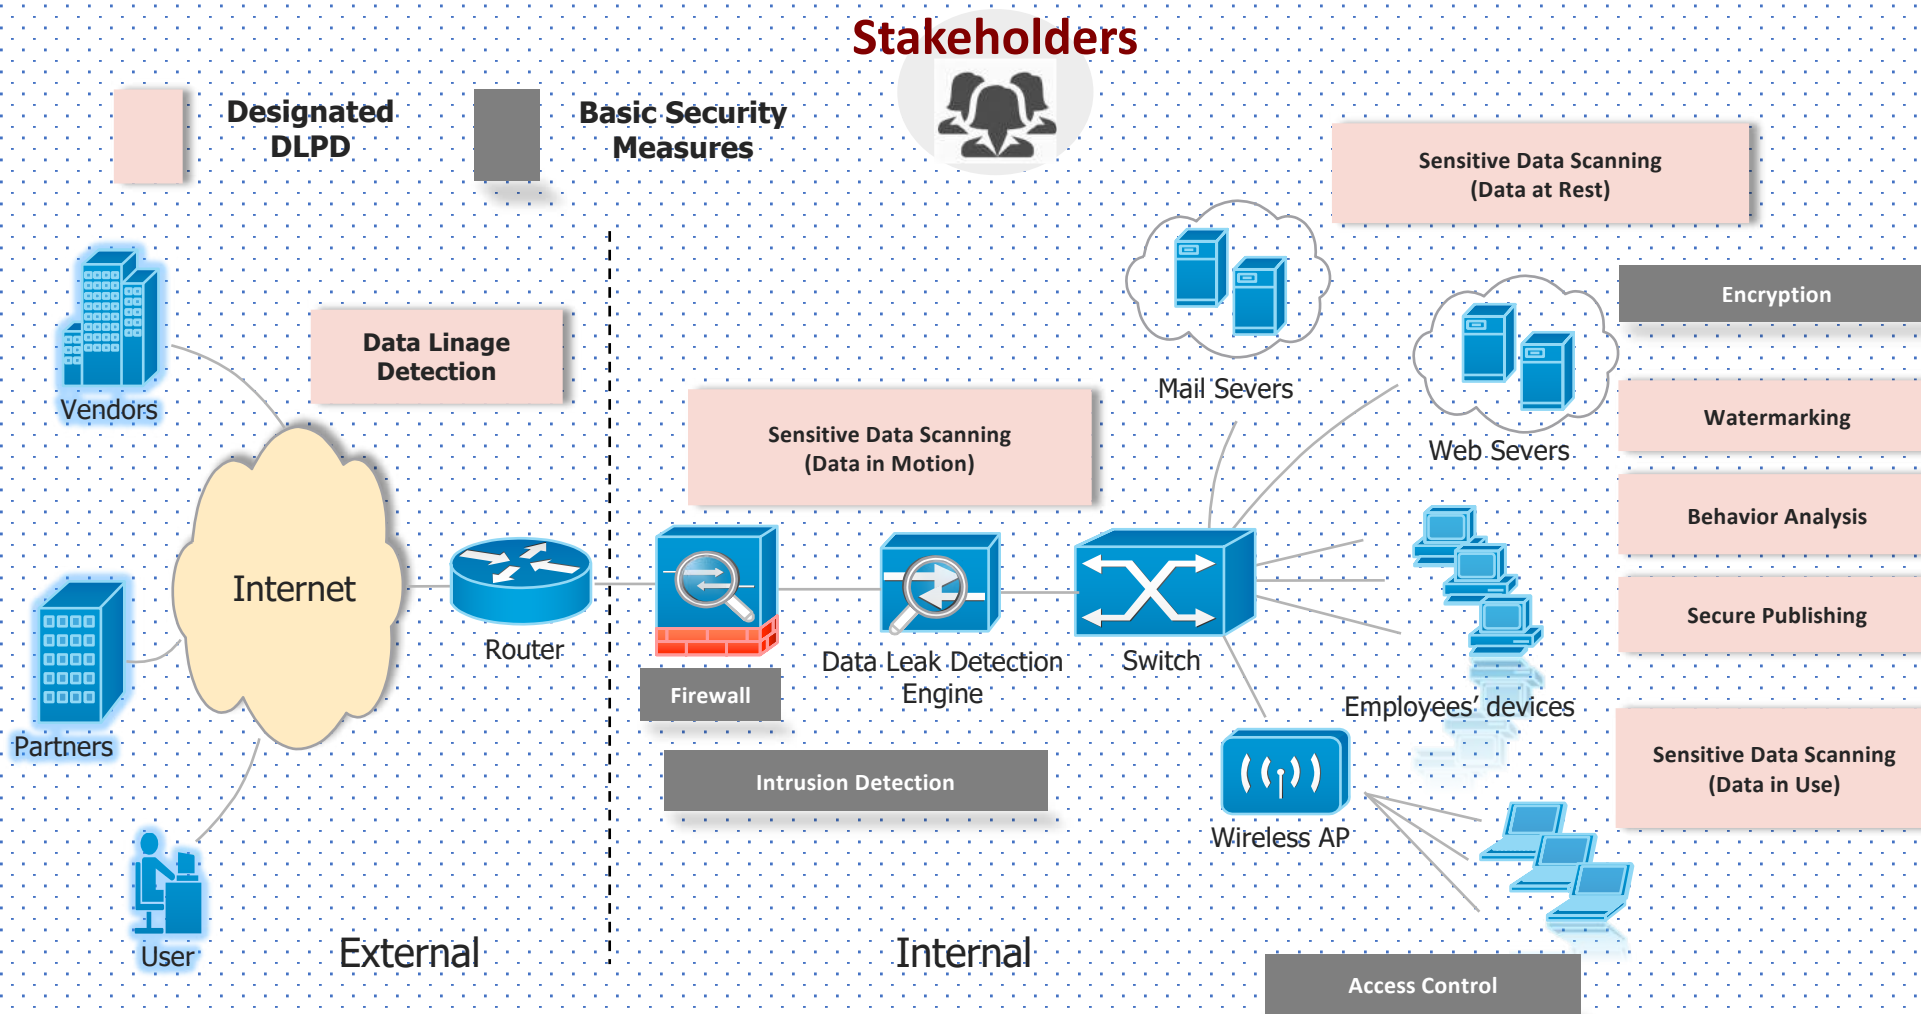 Stakeholders
Designated
DLPD
Basic Security
Measures
Sensitive Data Scanning
(Data at Rest)
Encryption
Data Linage
Detection
Vendors
Mail Severs
Web Severs
Watermarking
Sensitive Data Scanning
(Data in Motion)
Behavior Analysis
Internet
Secure Publishing
Router
Data Leak Detection
Engine
Switch
Firewall
Employees' devices
Partners
Intrusion Detection
Sensitive Data Scanning
(Data in Use)
Wireless AP
User
External
Internal
Access Control